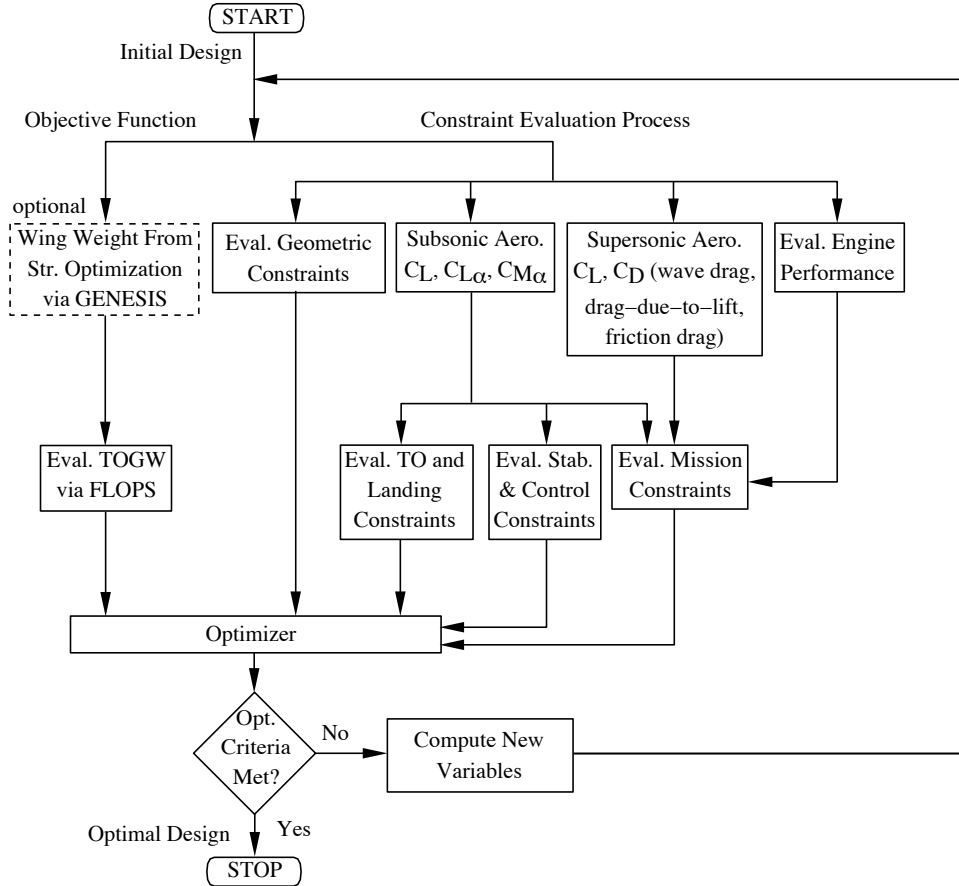 START
Initial Design
Objective Function
Constraint Evaluation Process
optional
Wing Weight From
Str. Optimization
via GENESIS
Eval. Geometric
Constraints
Subsonic Aero.
CL, CLα, CMα
Supersonic Aero.
CL, CD (wave drag,
drag−due−to−lift,
friction drag)
Eval. Engine
Performance
Eval. TOGW
via FLOPS
Eval. TO and
Landing
Constraints
Eval. Stab.
& Control
Constraints
Eval. Mission
Constraints
Optimizer
Opt.
Criteria
Met?
No
Compute New
Variables
Yes
Optimal Design
STOP